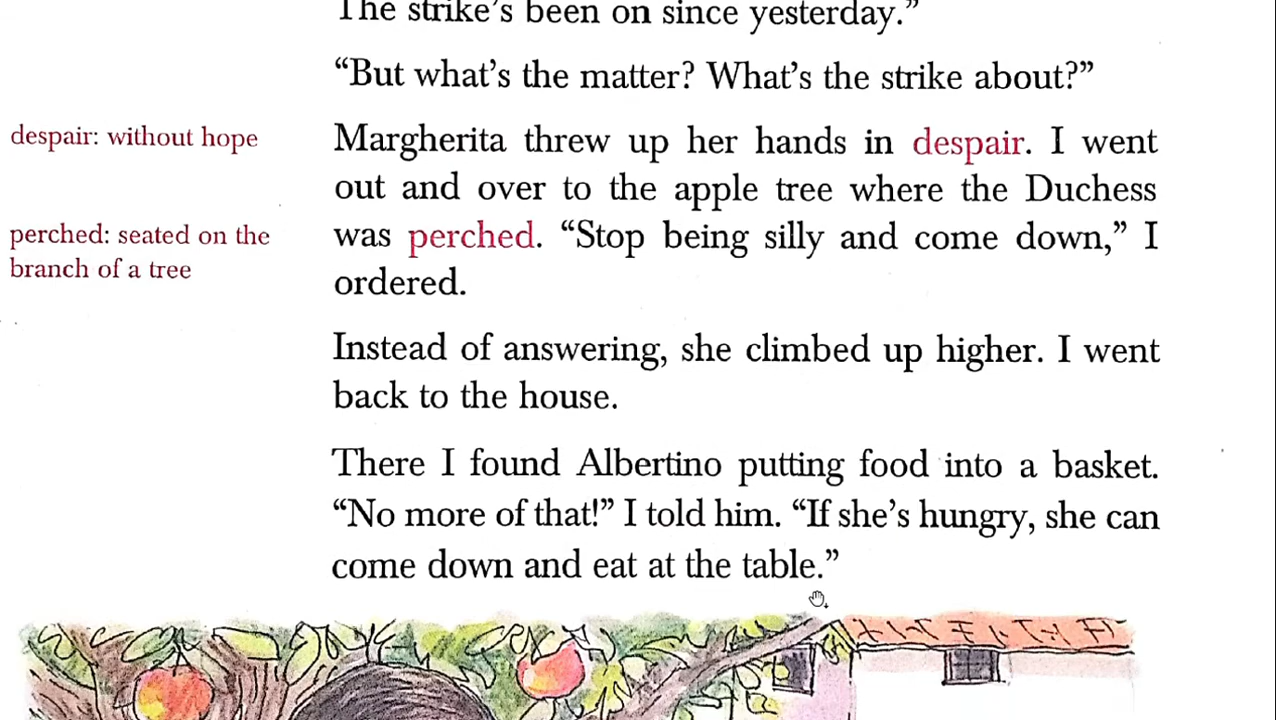 The strike's been on since yesterday.”
“But what's the matter? What's the strike about?”
despair: without hope
Margherita threw up her hands in despair. I went
out and over to the apple tree where the Duchess
perched: seated on the
branch of a tree
was perched. “Stop being silly and come down,” I
ordered.
Instead of answering, she climbed up higher. I went
back to the house.
There I found Albertino putting food into a basket.
“No more of that!” I told him. “If she's hungry, she can
come down and eat at the table.”